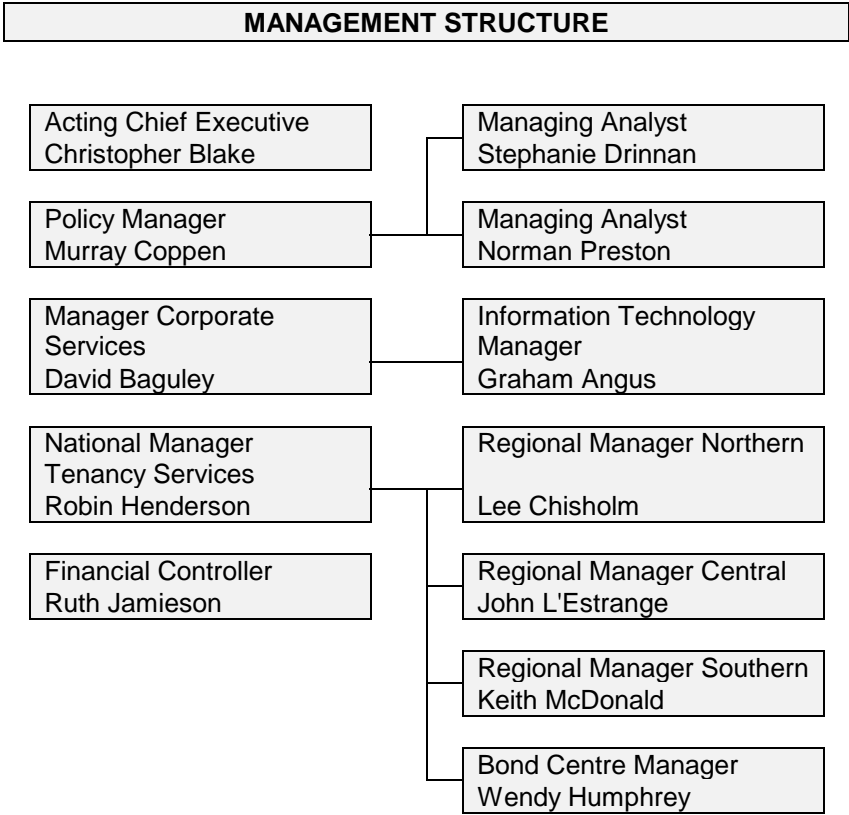 MANAGEMENT STRUCTURE
Acting Chief Executive
Christopher Blake
Managing Analyst
Stephanie Drinnan
Policy Manager
Murray Coppen
Managing Analyst
Norman Preston
Manager Corporate
Services
David Baguley
Information Technology
Manager
Graham Angus
National Manager
Tenancy Services
Robin Henderson
Regional Manager Northern
Lee Chisholm
Financial Controller
Ruth Jamieson
Regional Manager Central
John L'Estrange
Regional Manager Southern
Keith McDonald
Bond Centre Manager
Wendy Humphrey